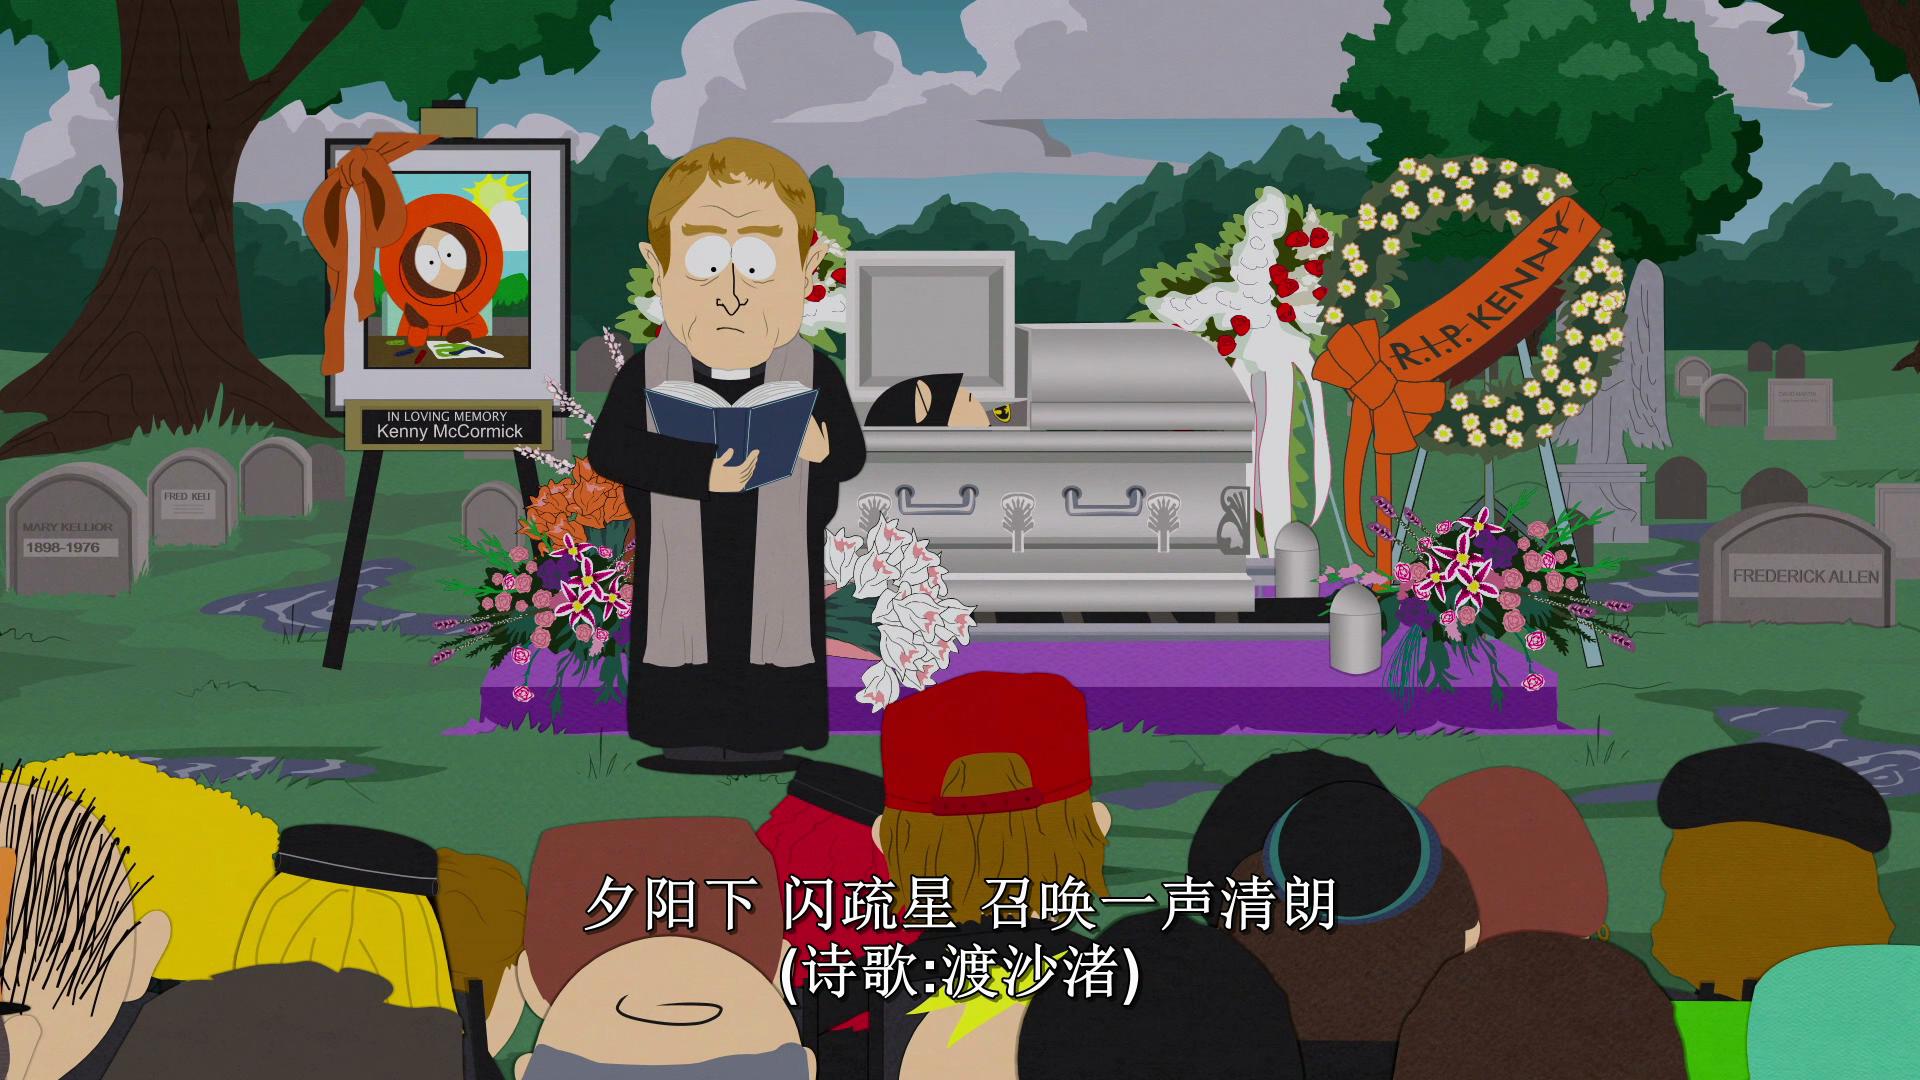 IN LOVING MEMORY
Kenny McCormick
R.I.P. KENNY
MARY KELLIOR
1898-1976
FRED KELI
FREDERICK ALLEN
夕阳下 闪疏星 召唤一声清朗
(诗歌:渡沙渚)